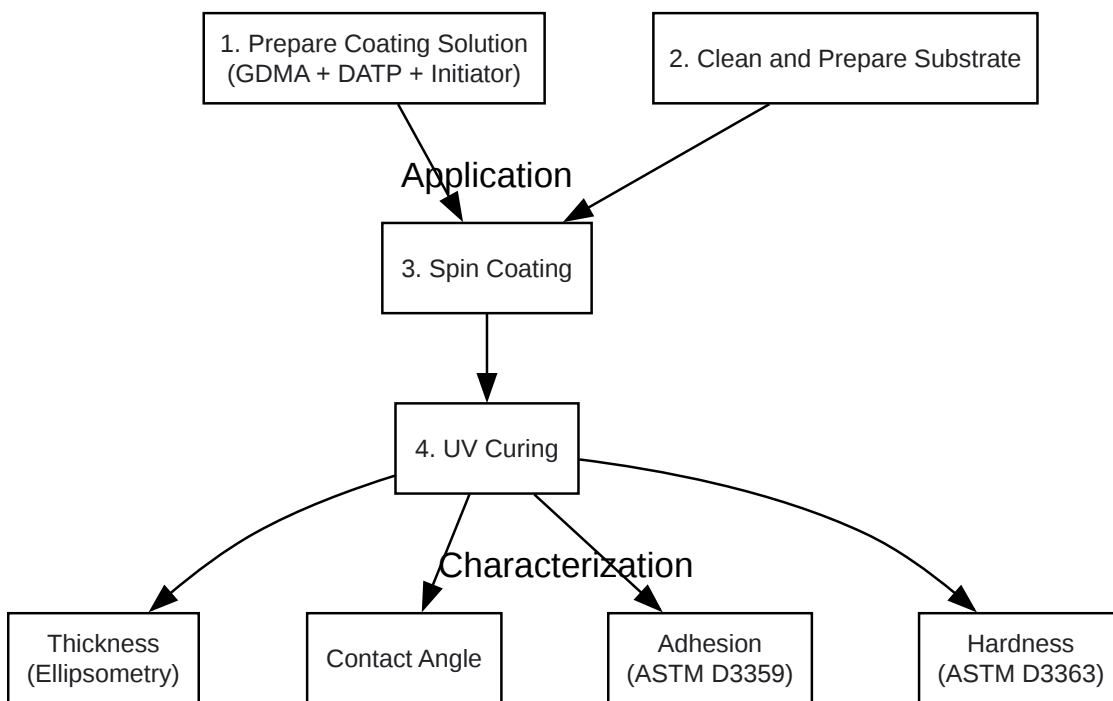 1. Prepare Coating Solution
(GDMA + DATP + Initiator)
2. Clean and Prepare Substrate
Application
3. Spin Coating
4. UV Curing
Characterization
Thickness
(Ellipsometry)
Contact Angle
Adhesion
(ASTM D3359)
Hardness
(ASTM D3363)